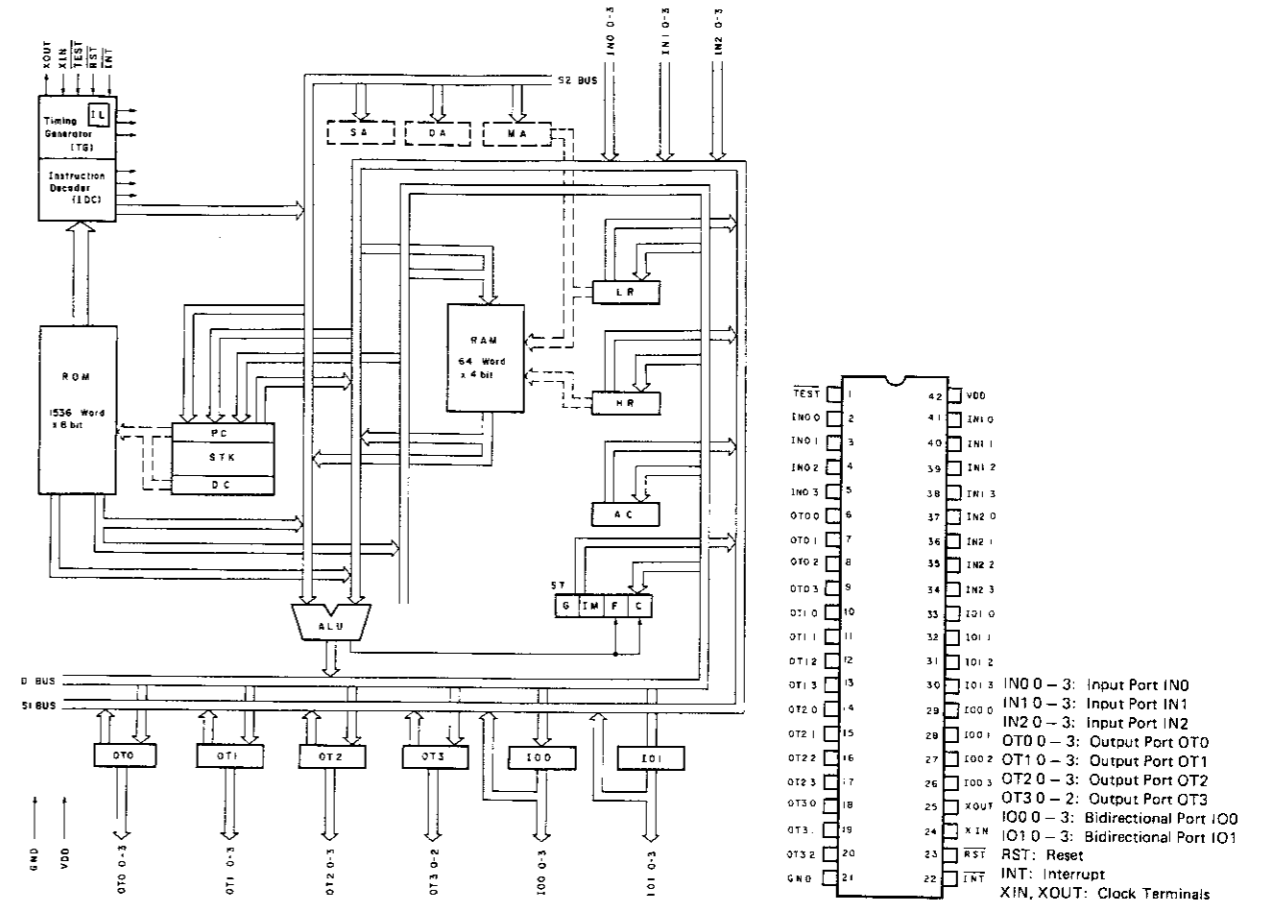 XOUT
XIN
TEST
RST
INT
S2 BUS
IN0 0-3
IN1 0-3
IN2 0-3
IL
Timing
Generator
(TG)
Instruction
Decoder
(IDC)
SA
DA
MA
LR
RAM
64 Word
x 4 bit
HR
ROM
1536 Word
x 8 bit
PC
STK
DC
AC
ST
G IM F C
ALU
D BUS
S1 BUS
OT0
OT1
OT2
OT3
IO0
IO1
GND
VDD
OT0 0-3
OT1 0-3
OT2 0-3
OT3 0-2
IO0 0-3
IO1 0-3
TEST 1 42 VDD
IN0 0 2 41 IN1 0
IN0 1 3 40 IN1 1
IN0 2 4 39 IN1 2
IN0 3 5 38 IN1 3
OT0 0 6 37 IN2 0
OT0 1 7 36 IN2 1
OT0 2 8 35 IN2 2
OT0 3 9 34 IN2 3
OT1 0 10 33 IO1 0
OT1 1 11 32 IO1 1
OT1 2 12 31 IO1 2
OT1 3 13 30 IO1 3
OT2 0 14 29 IO0 0
OT2 1 15 28 IO0 1
OT2 2 16 27 IO0 2
OT2 3 17 26 IO0 3
OT3 0 18 25 XOUT
OT3. 19 24 XIN
OT3 2 20 23 RST
GND 21 22 INT
IN0 0 – 3: Input Port IN0
IN1 0 – 3: Input Port IN1
IN2 0 – 3: Input Port IN2
OT0 0 – 3: Output Port OT0
OT1 0 – 3: Output Port OT1
OT2 0 – 3: Output Port OT2
OT3 0 – 2: Output Port OT3
IO0 0 – 3: Bidirectional Port IO0
IO1 0 – 3: Bidirectional Port IO1
RST: Reset
INT: Interrupt
XIN, XOUT: Clock Terminals